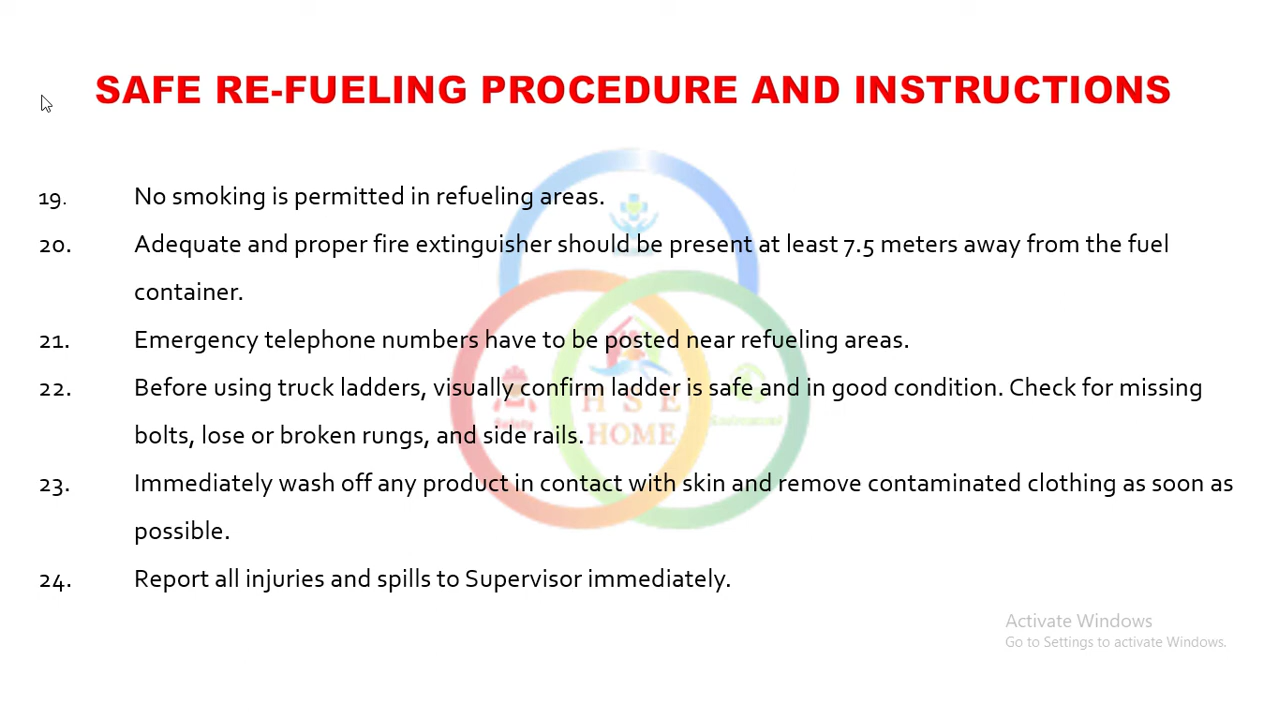 SAFE RE-FUELING PROCEDURE AND INSTRUCTIONS
19. No smoking is permitted in refueling areas.
20. Adequate and proper fire extinguisher should be present at least 7.5 meters away from the fuel
container.
21. Emergency telephone numbers have to be posted near refueling areas.
22. Before using truck ladders, visually confirm ladder is safe and in good condition. Check for missing
bolts, lose or broken rungs, and side rails.
23. Immediately wash off any product in contact with skin and remove contaminated clothing as soon as
possible.
24. Report all injuries and spills to Supervisor immediately.
HSE
HOME
Safety
Environment
Activate Windows
Go to Settings to activate Windows.